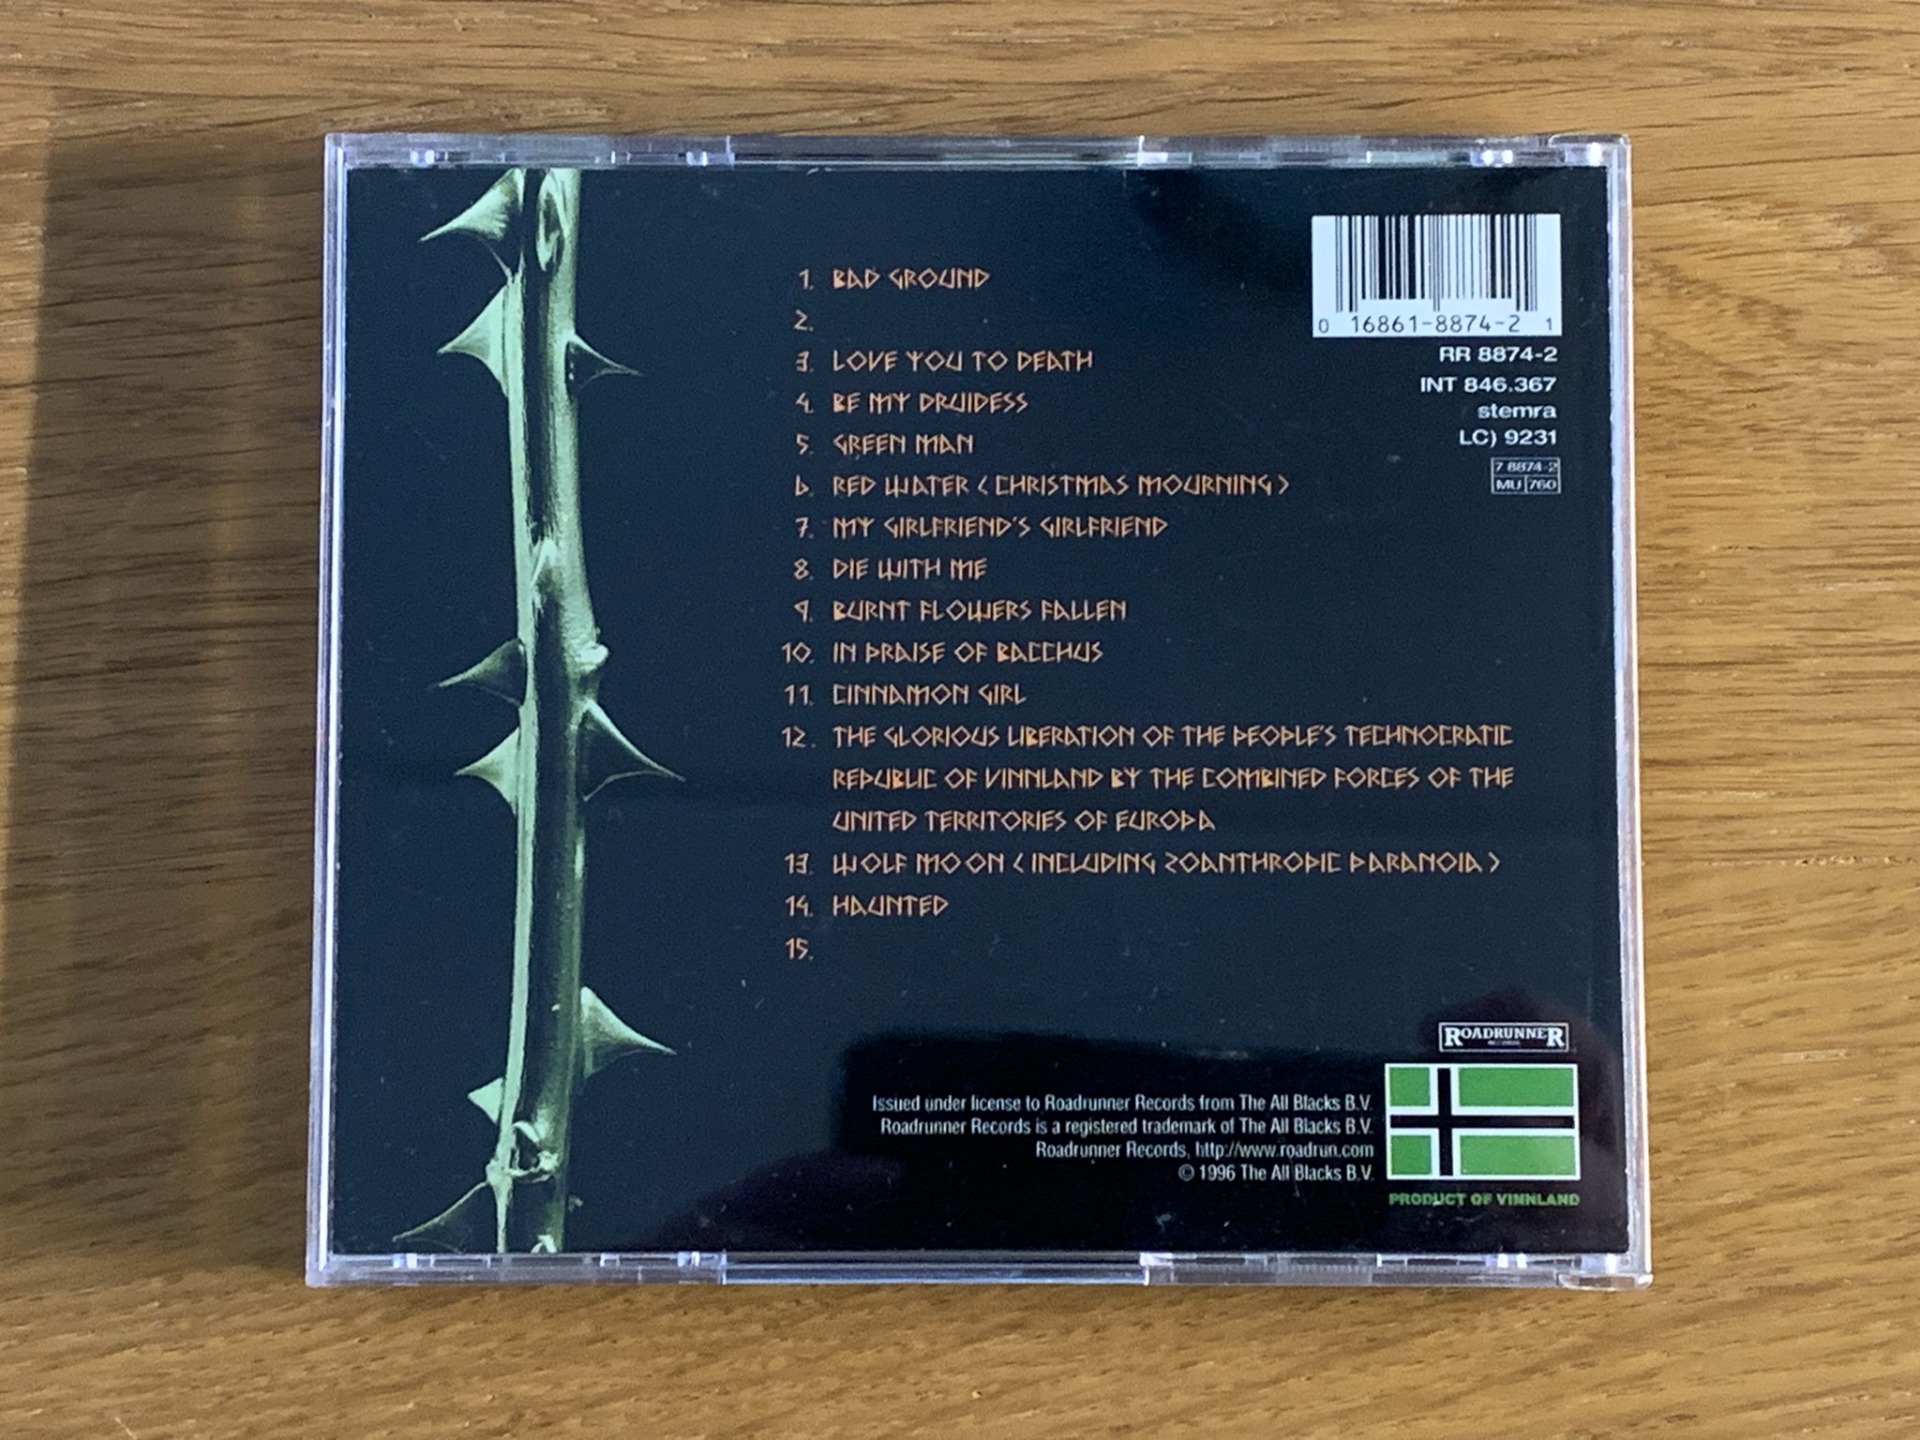 1. BAD GROUND
2.
3. LOVE YOU TO DEATH
4. BE MY DRUIDESS
5. GREEN MAN
6. RED WATER (CHRISTMAS MOURNING)
7. MY GIRLFRIEND'S GIRLFRIEND
8. DIE WITH ME
9. BURNT FLOWERS FALLEN
10. IN PRAISE OF BACCHUS
11. CINNAMON GIRL
12. THE GLORIOUS LIBERATION OF THE PEOPLE'S TECHNOCRATIC
REPUBLIC OF VINNLAND BY THE COMBINED FORCES OF THE
UNITED TERRITORIES OF EUROPA
13. WOLF MOON (INCLUDING ZOANTHROPIC PARANOIA)
14. HAUNTED
15.
0 16861-8874-2 1
RR 8874-2
INT 846.367
stemra
LC) 9231
7 8874-2
MU 760
ROADRUNNER
Issued under license to Roadrunner Records from The All Blacks B.V.
Roadrunner Records is a registered trademark of The All Blacks B.V.
Roadrunner Records, http://www.roadrun.com
© 1996 The All Blacks B.V.
PRODUCT OF VINNLAND